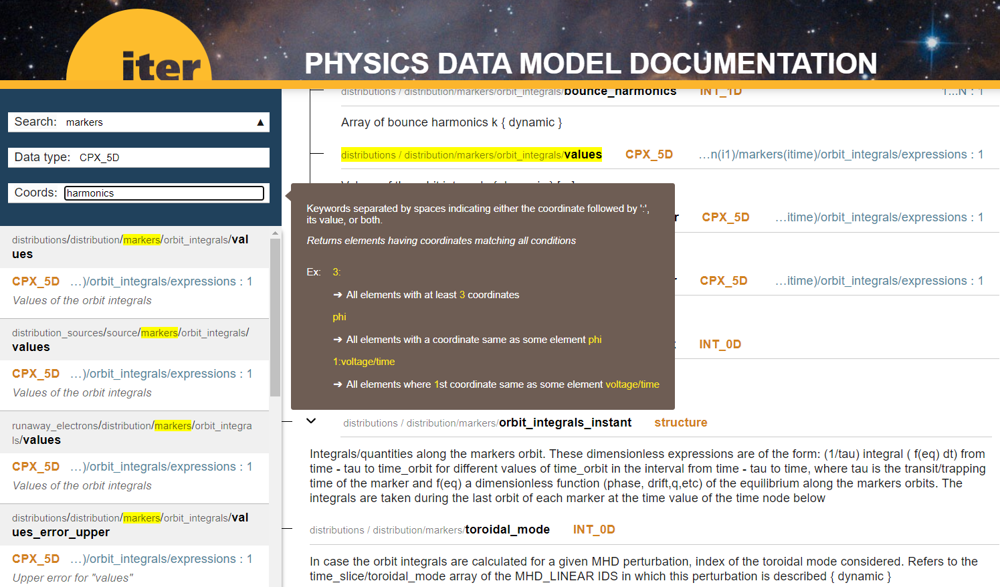 iter
PHYSICS DATA MODEL DOCUMENTATION
Search: markers ▲
Data type: CPX_5D
Coords: harmonics
distributions/distribution/markers/orbit_integrals/val
ues
CPX_5D …)/orbit_integrals/expressions : 1
Values of the orbit integrals
distribution_sources/source/markers/orbit_integrals/
values
CPX_5D …)/orbit_integrals/expressions : 1
Values of the orbit integrals
runaway_electrons/distribution/markers/orbit_integra
ls/values
CPX_5D …)/orbit_integrals/expressions : 1
Values of the orbit integrals
distributions/distribution/markers/orbit_integrals/val
ues_error_upper
CPX_5D …)/orbit_integrals/expressions : 1
Upper error for "values"
distributions / distribution/markers/orbit_integrals/bounce_harmonics INT_1D 1...N : 1
Array of bounce harmonics k { dynamic }
distributions / distribution/markers/orbit_integrals/values CPX_5D …n(i1)/markers(itime)/orbit_integrals/expressions : 1
r CPX_5D …itime)/orbit_integrals/expressions : 1
CPX_5D …itime)/orbit_integrals/expressions : 1
INT_0D
Keywords separated by spaces indicating either the coordinate followed by ':',
its value, or both.
Returns elements having coordinates matching all conditions
Ex: 3:
➔ All elements with at least 3 coordinates
phi
➔ All elements with a coordinate same as some element phi
1:voltage/time
➔ All elements where 1st coordinate same as some element voltage/time
distributions / distribution/markers/orbit_integrals_instant structure
Integrals/quantities along the markers orbit. These dimensionless expressions are of the form: (1/tau) integral ( f(eq) dt) from
time - tau to time_orbit for different values of time_orbit in the interval from time - tau to time, where tau is the transit/trapping
time of the marker and f(eq) a dimensionless function (phase, drift,q,etc) of the equilibrium along the markers orbits. The
integrals are taken during the last orbit of each marker at the time value of the time node below
distributions / distribution/markers/toroidal_mode INT_0D
In case the orbit integrals are calculated for a given MHD perturbation, index of the toroidal mode considered. Refers to the
time_slice/toroidal_mode array of the MHD_LINEAR IDS in which this perturbation is described { dynamic }